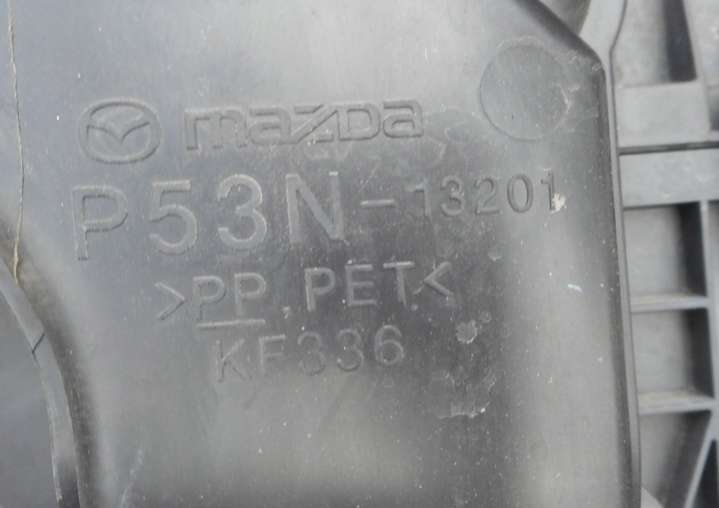 mazda
P53N-13201
>PP,PET<
KF336